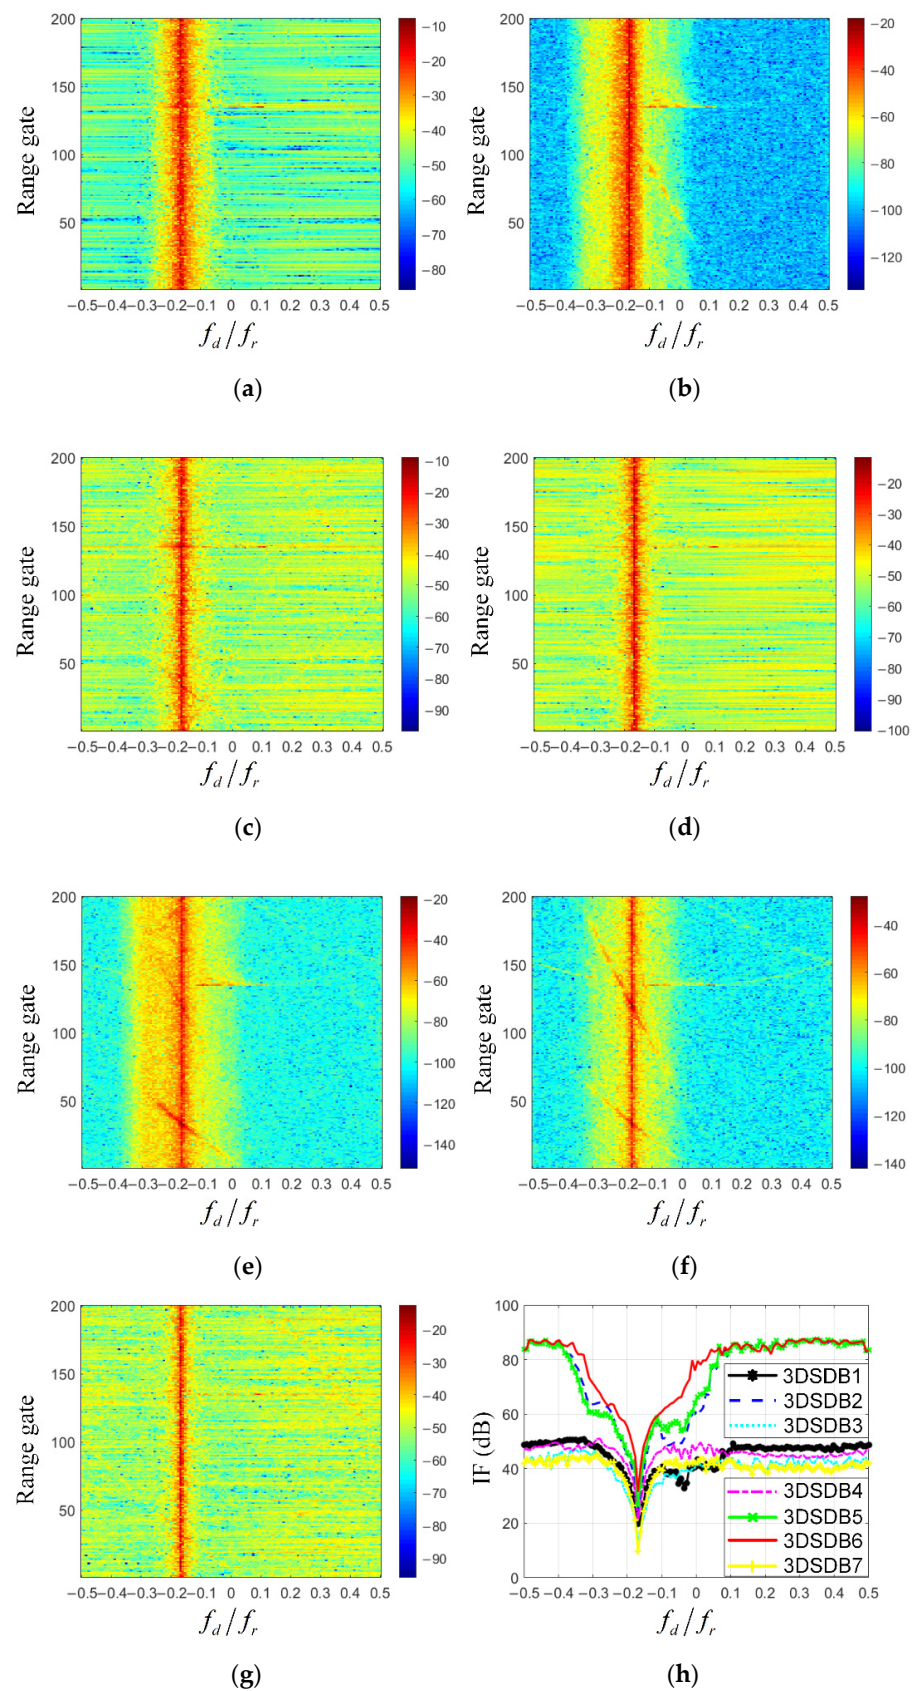 200
150
100
50
Range gate
−0.5 −0.4 −0.3 −0.2 −0.1 0 0.1 0.2 0.3 0.4 0.5
f_d / f_r
−10
−20
−30
−40
−50
−60
−70
−80
(a)
200
150
100
50
Range gate
−0.5 −0.4 −0.3 −0.2 −0.1 0 0.1 0.2 0.3 0.4 0.5
f_d / f_r
−20
−40
−60
−80
−100
−120
(b)
200
150
100
50
Range gate
−0.5 −0.4 −0.3 −0.2 −0.1 0 0.1 0.2 0.3 0.4 0.5
f_d / f_r
−10
−20
−30
−40
−50
−60
−70
−80
−90
(c)
200
150
100
50
Range gate
−0.5 −0.4 −0.3 −0.2 −0.1 0 0.1 0.2 0.3 0.4 0.5
f_d / f_r
−20
−30
−40
−50
−60
−70
−80
−90
−100
(d)
200
150
100
50
Range gate
−0.5 −0.4 −0.3 −0.2 −0.1 0 0.1 0.2 0.3 0.4 0.5
f_d / f_r
−20
−40
−60
−80
−100
−120
−140
(e)
200
150
100
50
Range gate
−0.5 −0.4 −0.3 −0.2 −0.1 0 0.1 0.2 0.3 0.4 0.5
f_d / f_r
−40
−60
−80
−100
−120
−140
(f)
200
150
100
50
Range gate
−0.5 −0.4 −0.3 −0.2 −0.1 0 0.1 0.2 0.3 0.4 0.5
f_d / f_r
−20
−30
−40
−50
−60
−70
−80
−90
(g)
100
80
60
40
20
0
IF (dB)
3DSDB1
3DSDB2
3DSDB3
3DSDB4
3DSDB5
3DSDB6
3DSDB7
−0.5 −0.4 −0.3 −0.2 −0.1 0 0.1 0.2 0.3 0.4 0.5
f_d / f_r
(h)